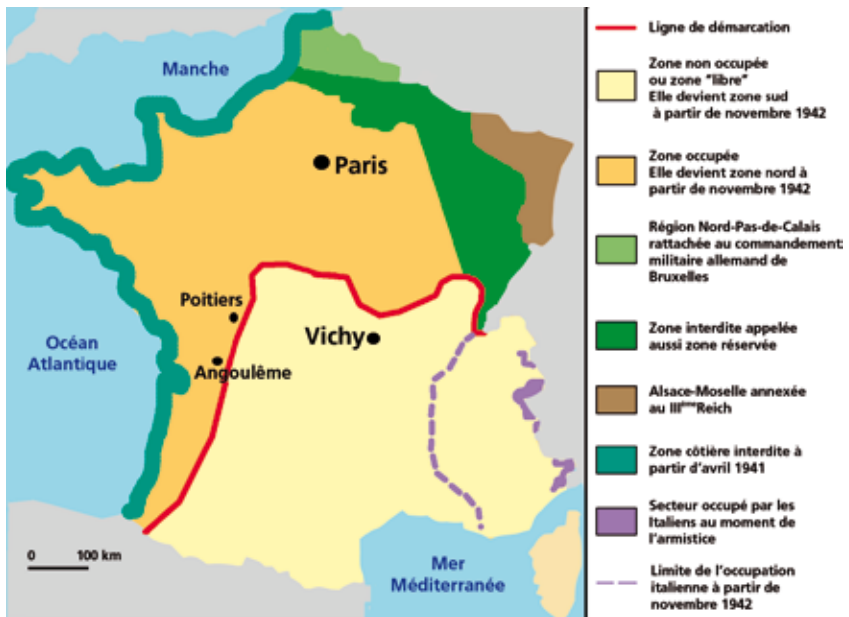 Manche
Paris
Poitiers
Vichy
Océan
Atlantique
Angoulême
0 100 km
Mer
Méditerranée
Ligne de démarcation
Zone non occupée
ou zone "libre"
Elle devient zone sud
à partir de novembre 1942
Zone occupée
Elle devient zone nord à
partir de novembre 1942
Région Nord-Pas-de-Calais
rattachée au commandement
militaire allemand de
Bruxelles
Zone interdite appelée
aussi zone réservée
Alsace-Moselle annexée
au IIIème Reich
Zone côtière interdite à
partir d'avril 1941
Secteur occupé par les
Italiens au moment de
l'armistice
Limite de l'occupation
italienne à partir de
novembre 1942